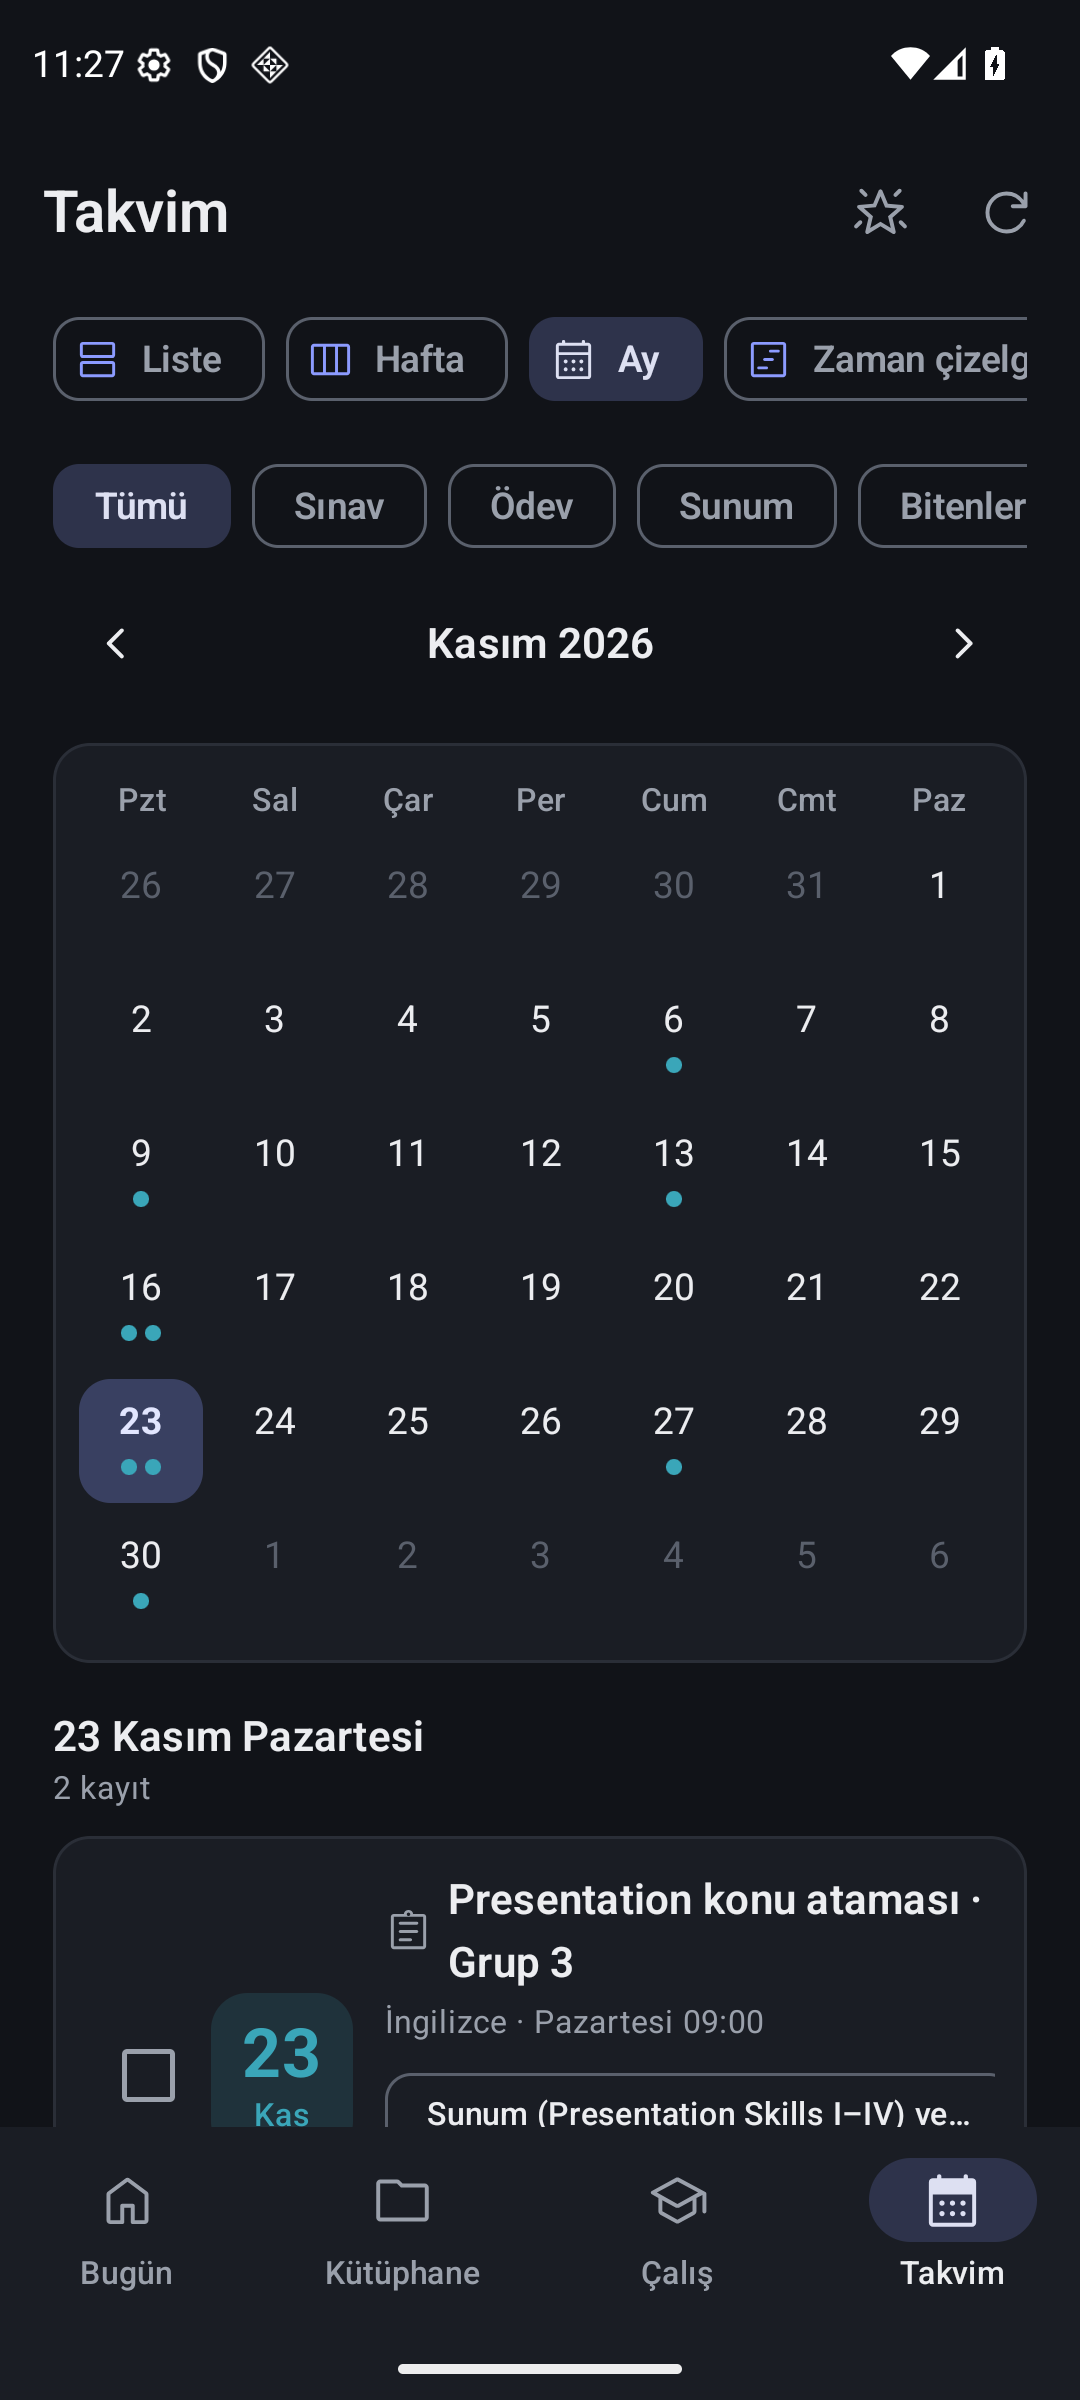 11:27
Takvim
Liste Hafta Ay Zaman çizelg
Tümü Sınav Ödev Sunum Bitenler
Kasım 2026
Pzt Sal Çar Per Cum Cmt Paz
26 27 28 29 30 31 1
2 3 4 5 6 7 8
9 10 11 12 13 14 15
16 17 18 19 20 21 22
23 24 25 26 27 28 29
30 1 2 3 4 5 6
23 Kasım Pazartesi
2 kayıt
Presentation konu ataması ·
Grup 3
İngilizce · Pazartesi 09:00
23
Kas
Sunum (Presentation Skills I–IV) ve…
Bugün Kütüphane Çalış Takvim